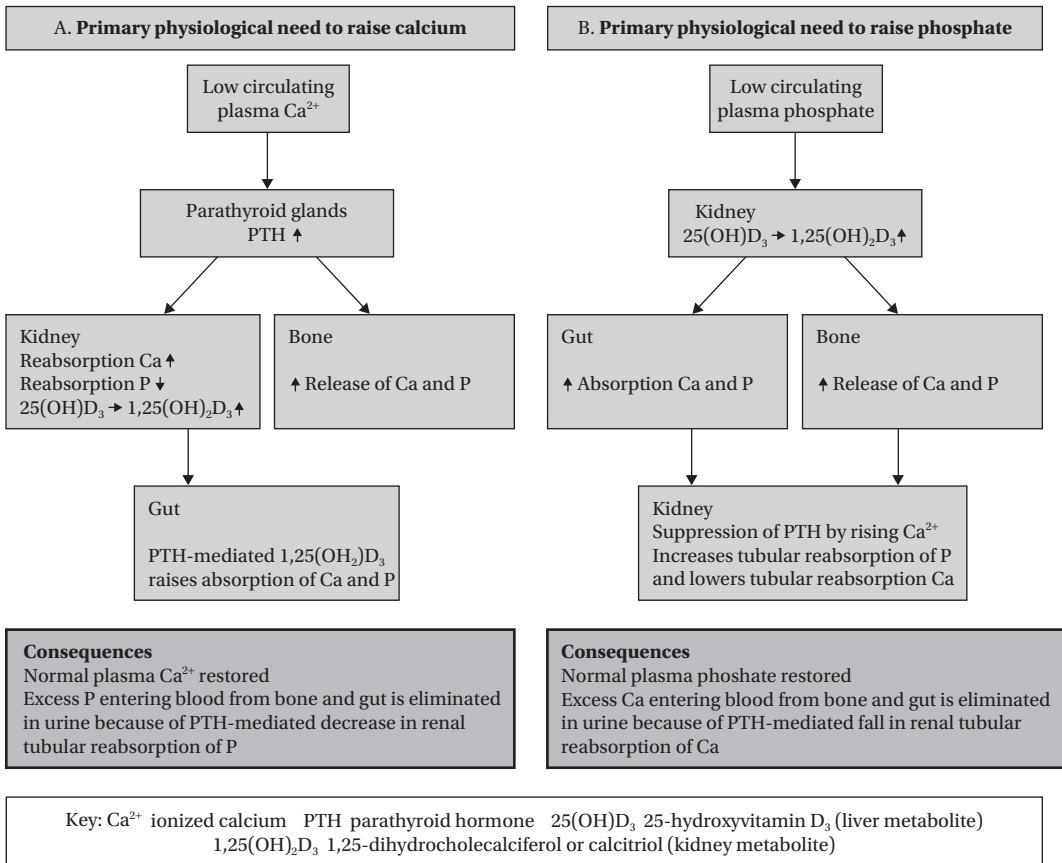 A. Primary physiological need to raise calcium
Low circulating
plasma Ca²⁺
Parathyroid glands
PTH ↑
Kidney
Reabsorption Ca ↑
Reabsorption P ↓
25(OH)D₃ → 1,25(OH)₂D₃ ↑
Bone
↑ Release of Ca and P
Gut
PTH-mediated 1,25(OH₂)D₃
raises absorption of Ca and P
Consequences
Normal plasma Ca²⁺ restored
Excess P entering blood from bone and gut is eliminated
in urine because of PTH-mediated decrease in renal
tubular reabsorption of P
B. Primary physiological need to raise phosphate
Low circulating
plasma phosphate
Kidney
25(OH)D₃ → 1,25(OH)₂D₃ ↑
Gut
↑ Absorption Ca and P
Bone
↑ Release of Ca and P
Kidney
Suppression of PTH by rising Ca²⁺
Increases tubular reabsorption of P
and lowers tubular reabsorption Ca
Consequences
Normal plasma phoshate restored
Excess Ca entering blood from bone and gut is eliminated
in urine because of PTH-mediated fall in renal tubular
reabsorption of Ca
Key: Ca²⁺ ionized calcium PTH parathyroid hormone 25(OH)D₃ 25-hydroxyvitamin D₃ (liver metabolite)
1,25(OH)₂D₃ 1,25-dihydrocholecalciferol or calcitriol (kidney metabolite)